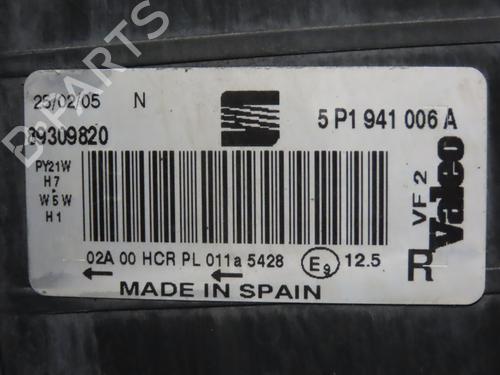 B-PARTS
25/02/05 N
89309820
5 P1 941 006 A
PY21W
H7
W5W
H1
VF 2
R Valeo
02A 00 HCR PL 011a 5428 E9 12.5
MADE IN SPAIN